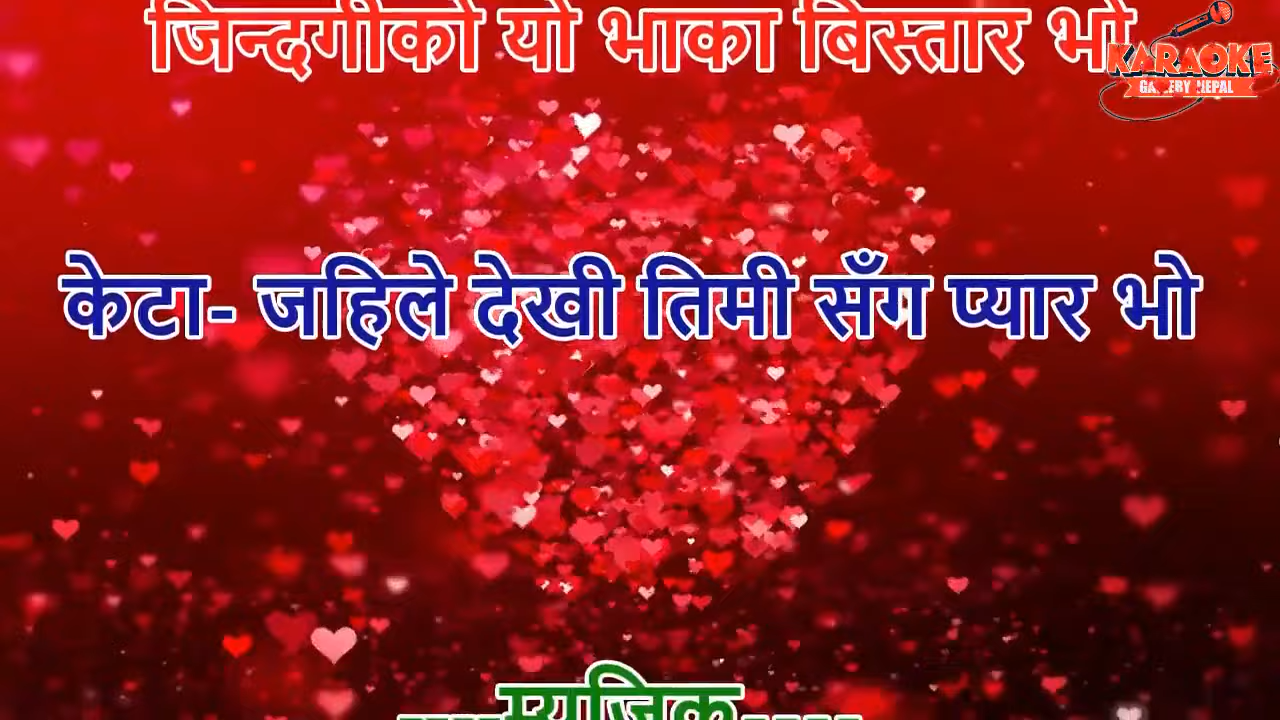 जिन्दगीको यो भाका बिस्तार भो
KARAOKE
GALLERY NEPAL
केटा- जहिले देखी तिमी सँग प्यार भो
----म्युजिक-----